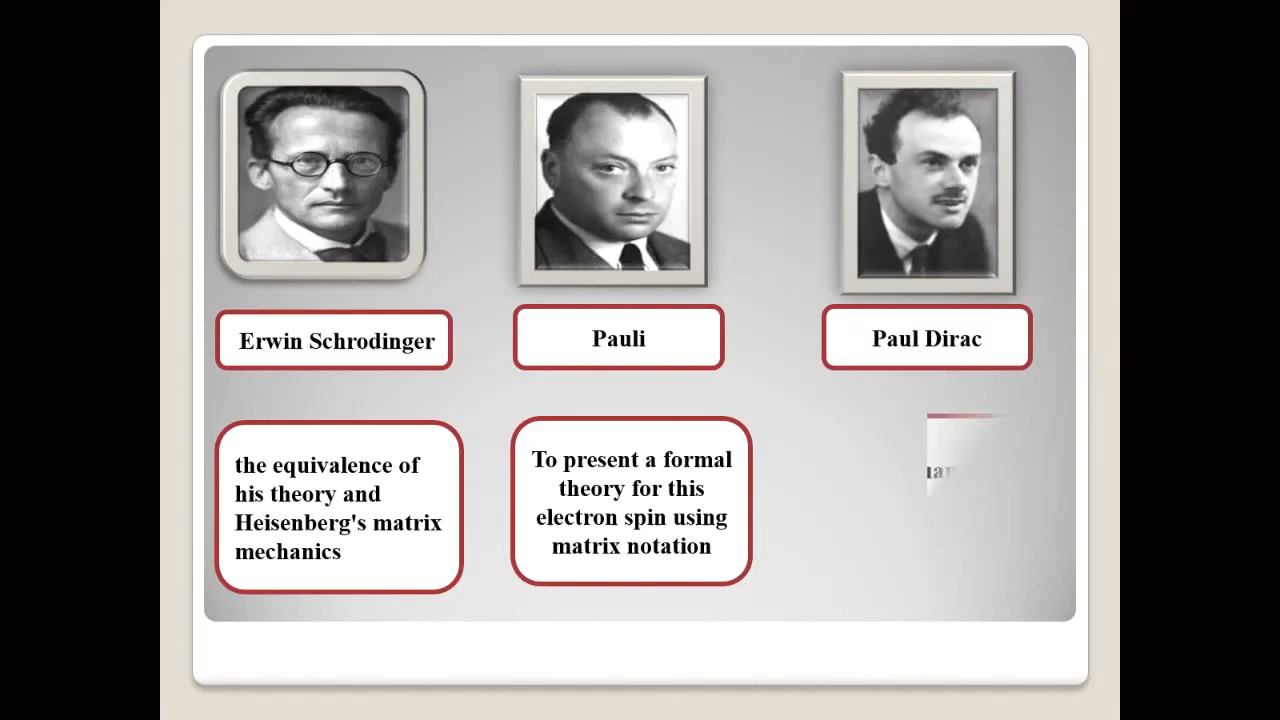 Erwin Schrodinger
Pauli
Paul Dirac
the equivalence of
his theory and
Heisenberg's matrix
mechanics
To present a formal
theory for this
electron spin using
matrix notation